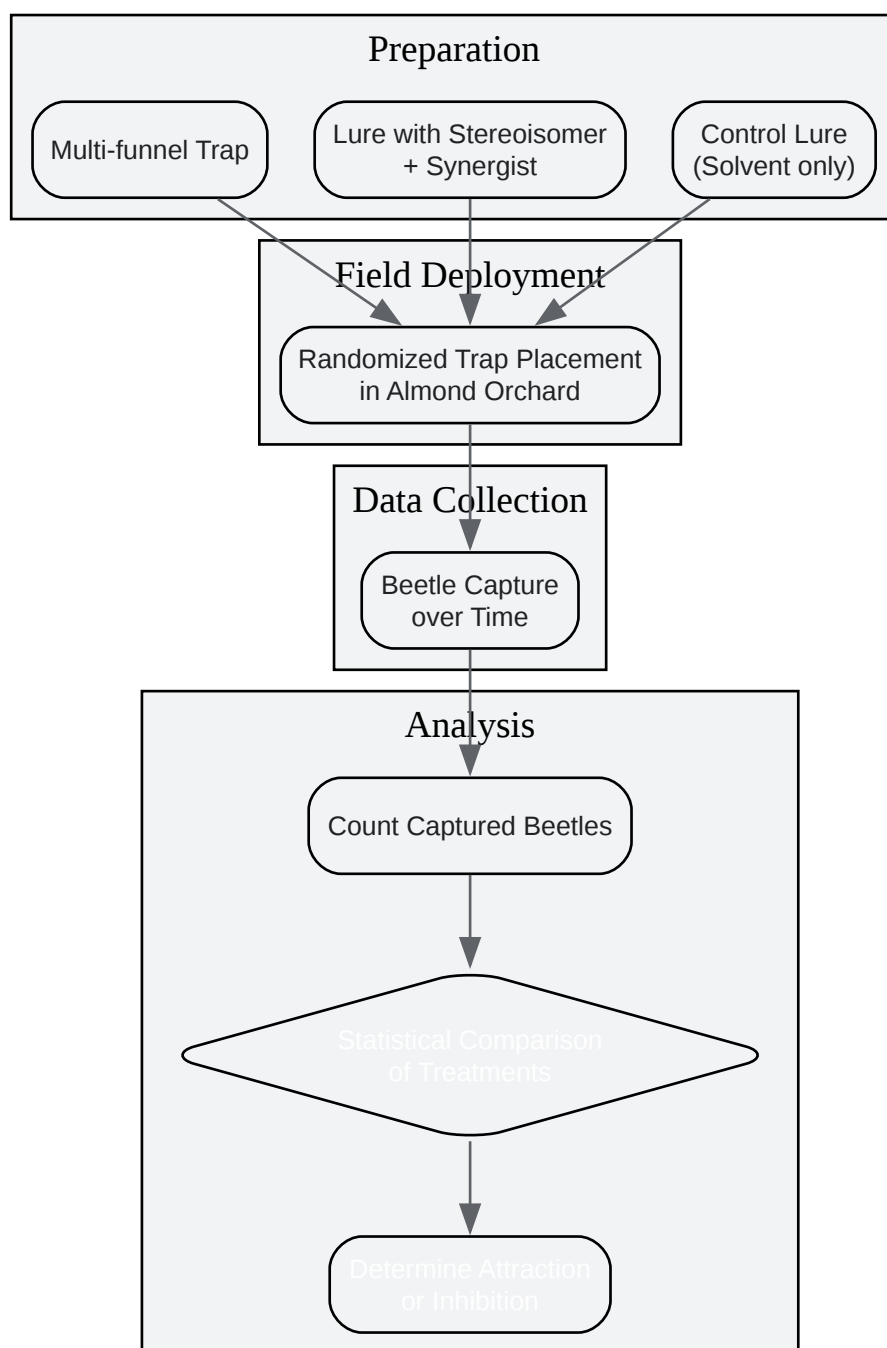 Preparation
Multi-funnel Trap
Lure with Stereoisomer
+ Synergist
Control Lure
(Solvent only)
Field Deployment
Randomized Trap Placement
in Almond Orchard
Data Collection
Beetle Capture
over Time
Analysis
Count Captured Beetles
Statistical Comparison
of Treatments
Determine Attraction
or Inhibition